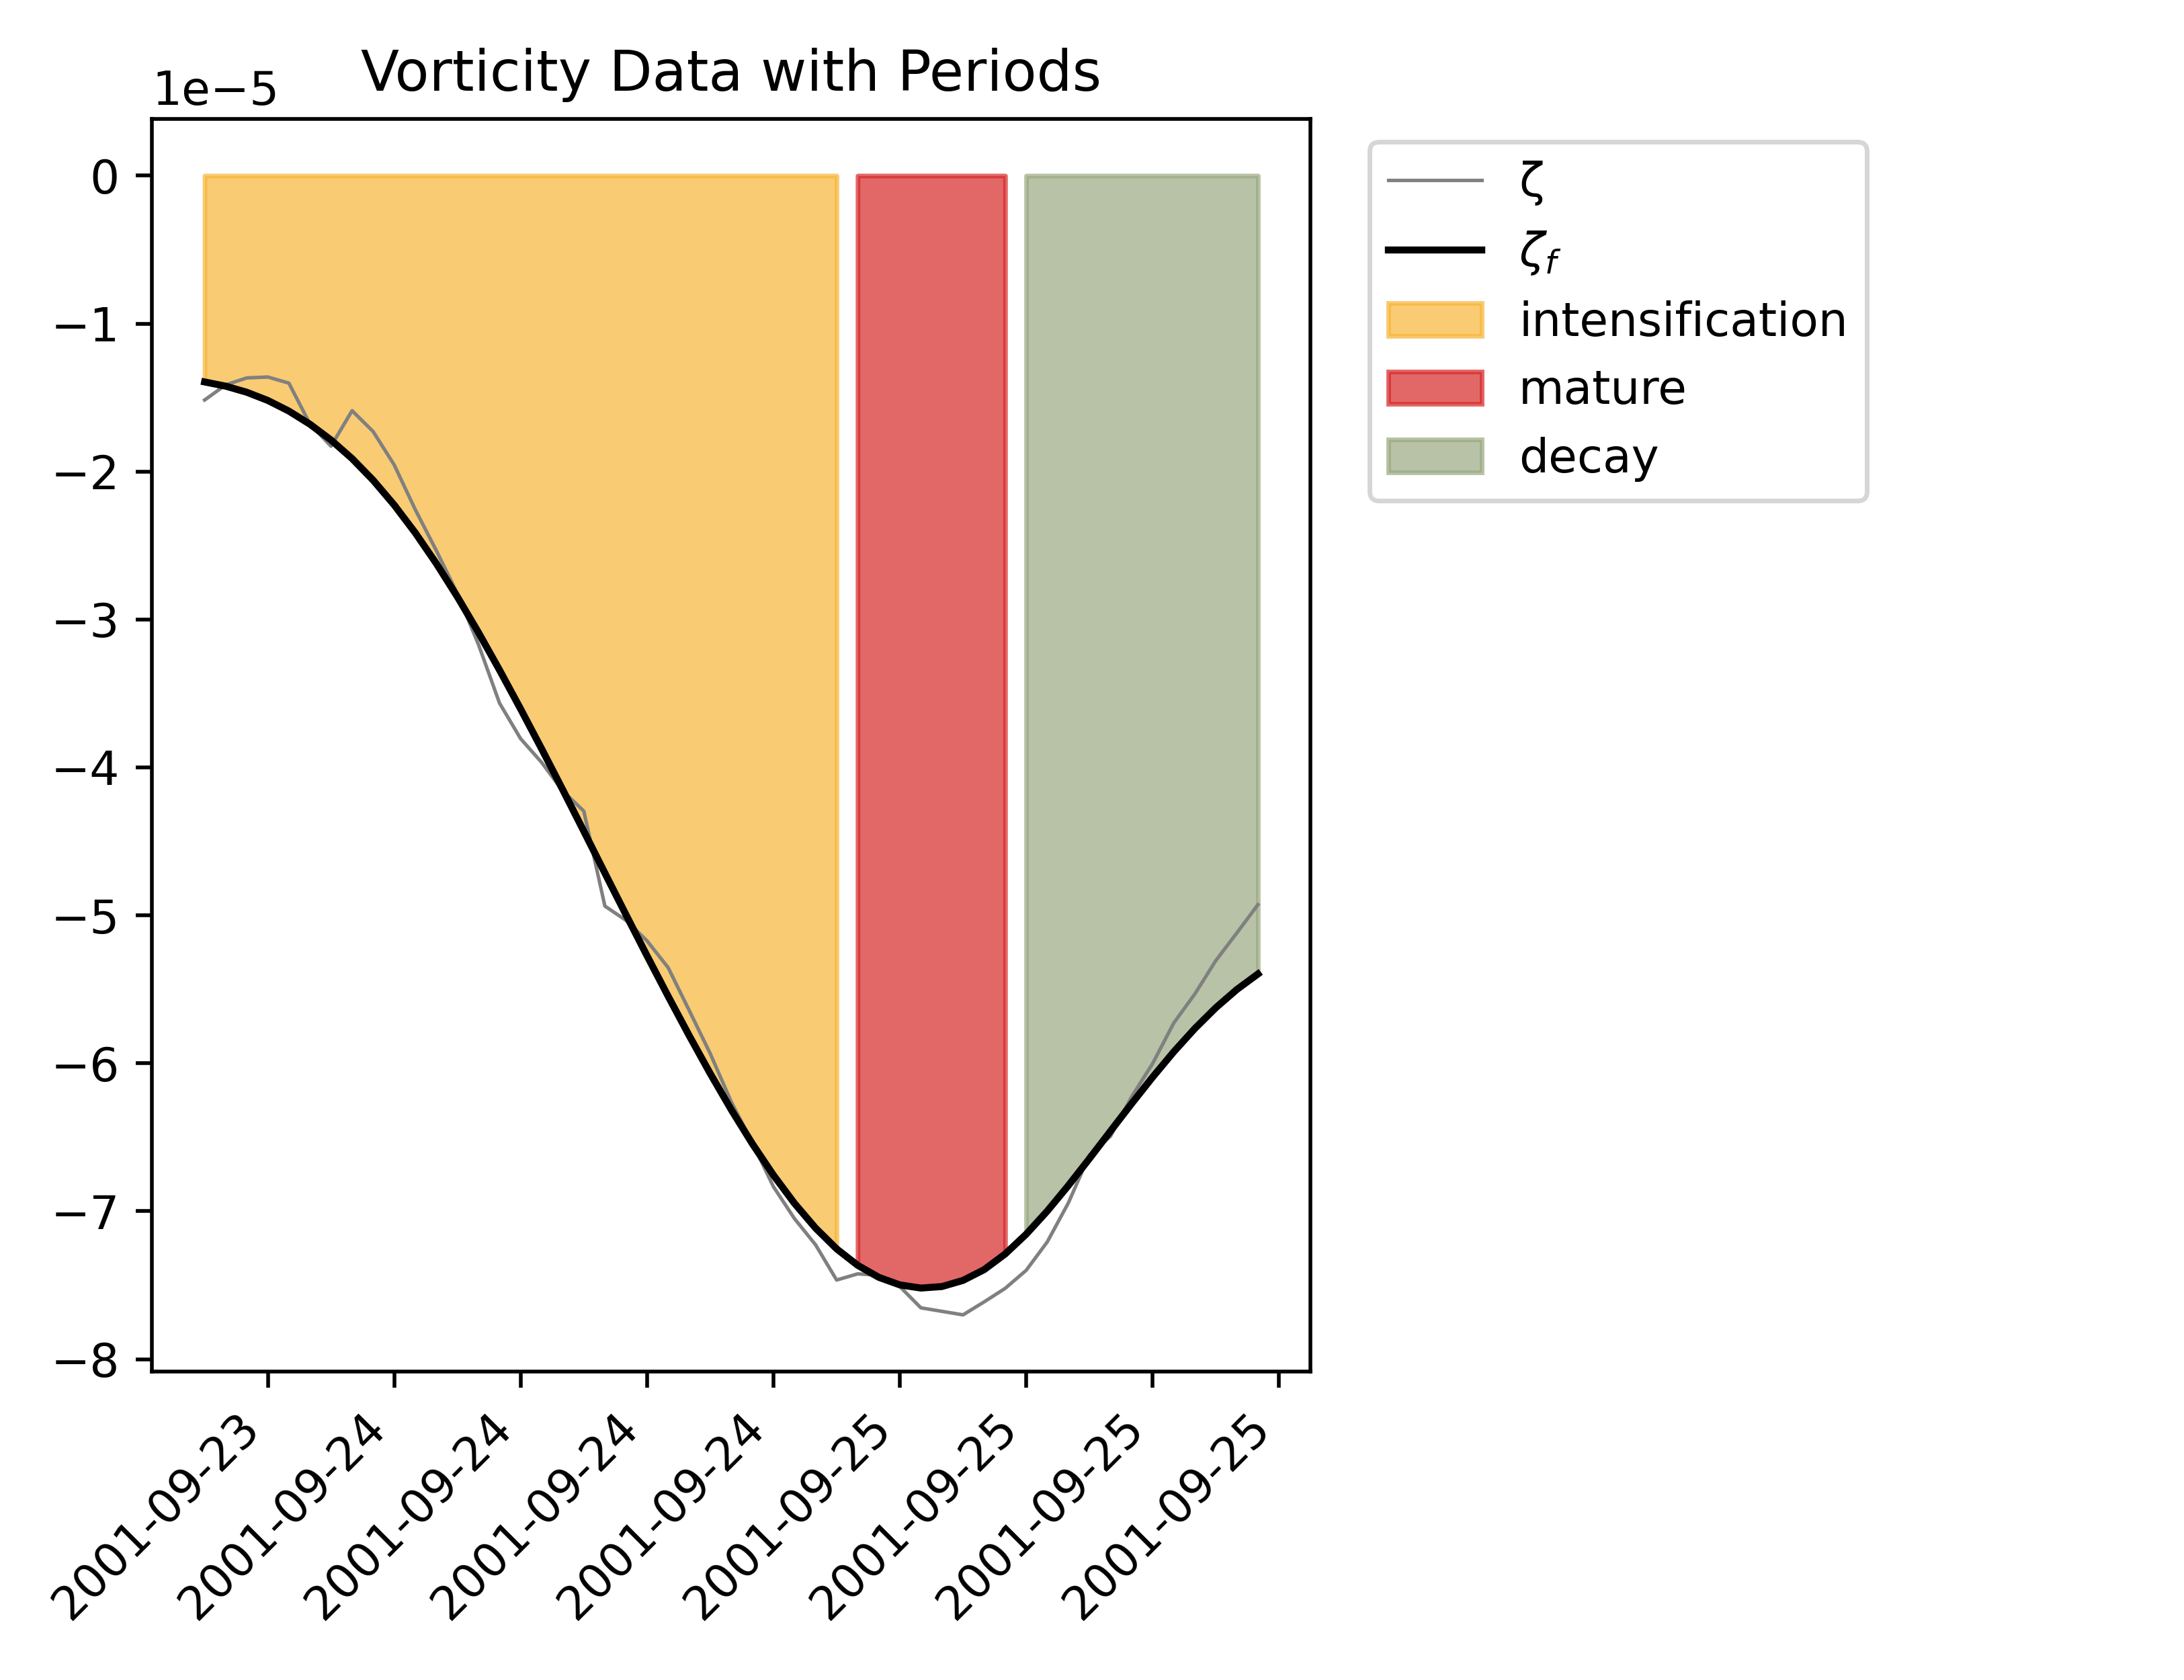 Vorticity Data with Periods
1e−5
0
−1
−2
−3
−4
−5
−6
−7
−8
2001-09-23
2001-09-24
2001-09-24
2001-09-24
2001-09-24
2001-09-25
2001-09-25
2001-09-25
2001-09-25
ζ
ζf
intensification
mature
decay